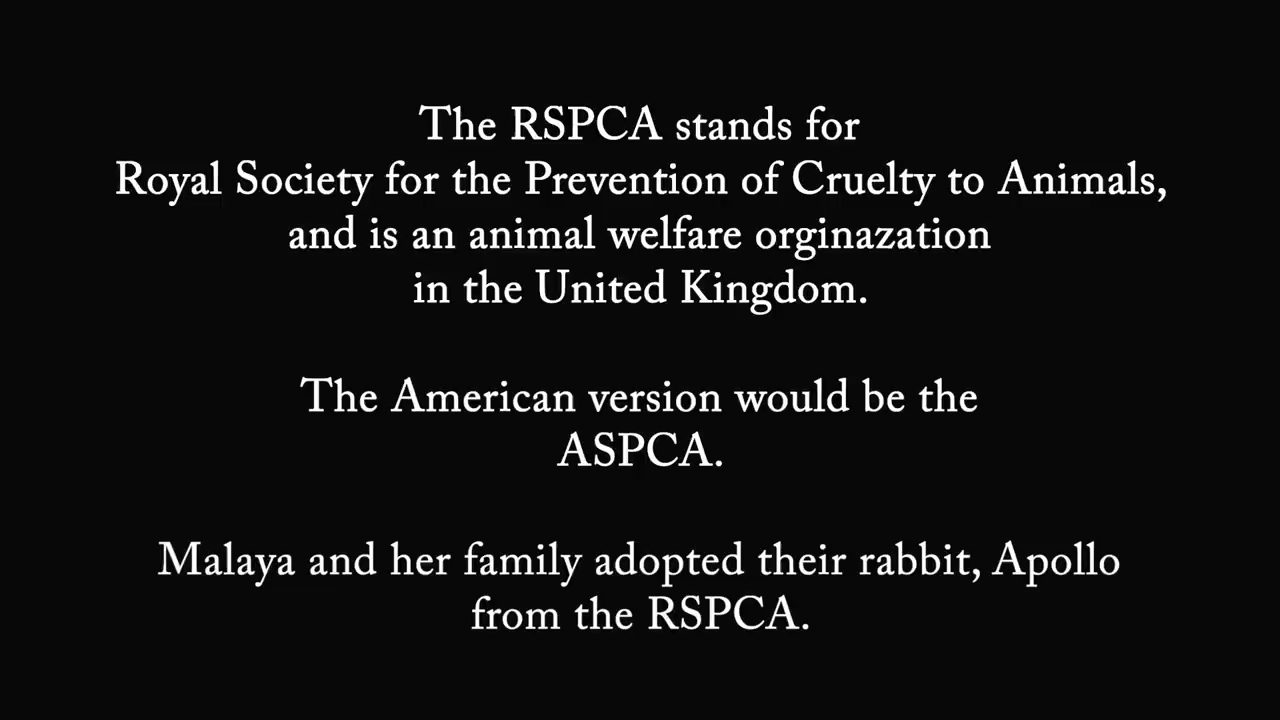 The RSPCA stands for
Royal Society for the Prevention of Cruelty to Animals,
and is an animal welfare orginazation
in the United Kingdom.
The American version would be the
ASPCA.
Malaya and her family adopted their rabbit, Apollo
from the RSPCA.